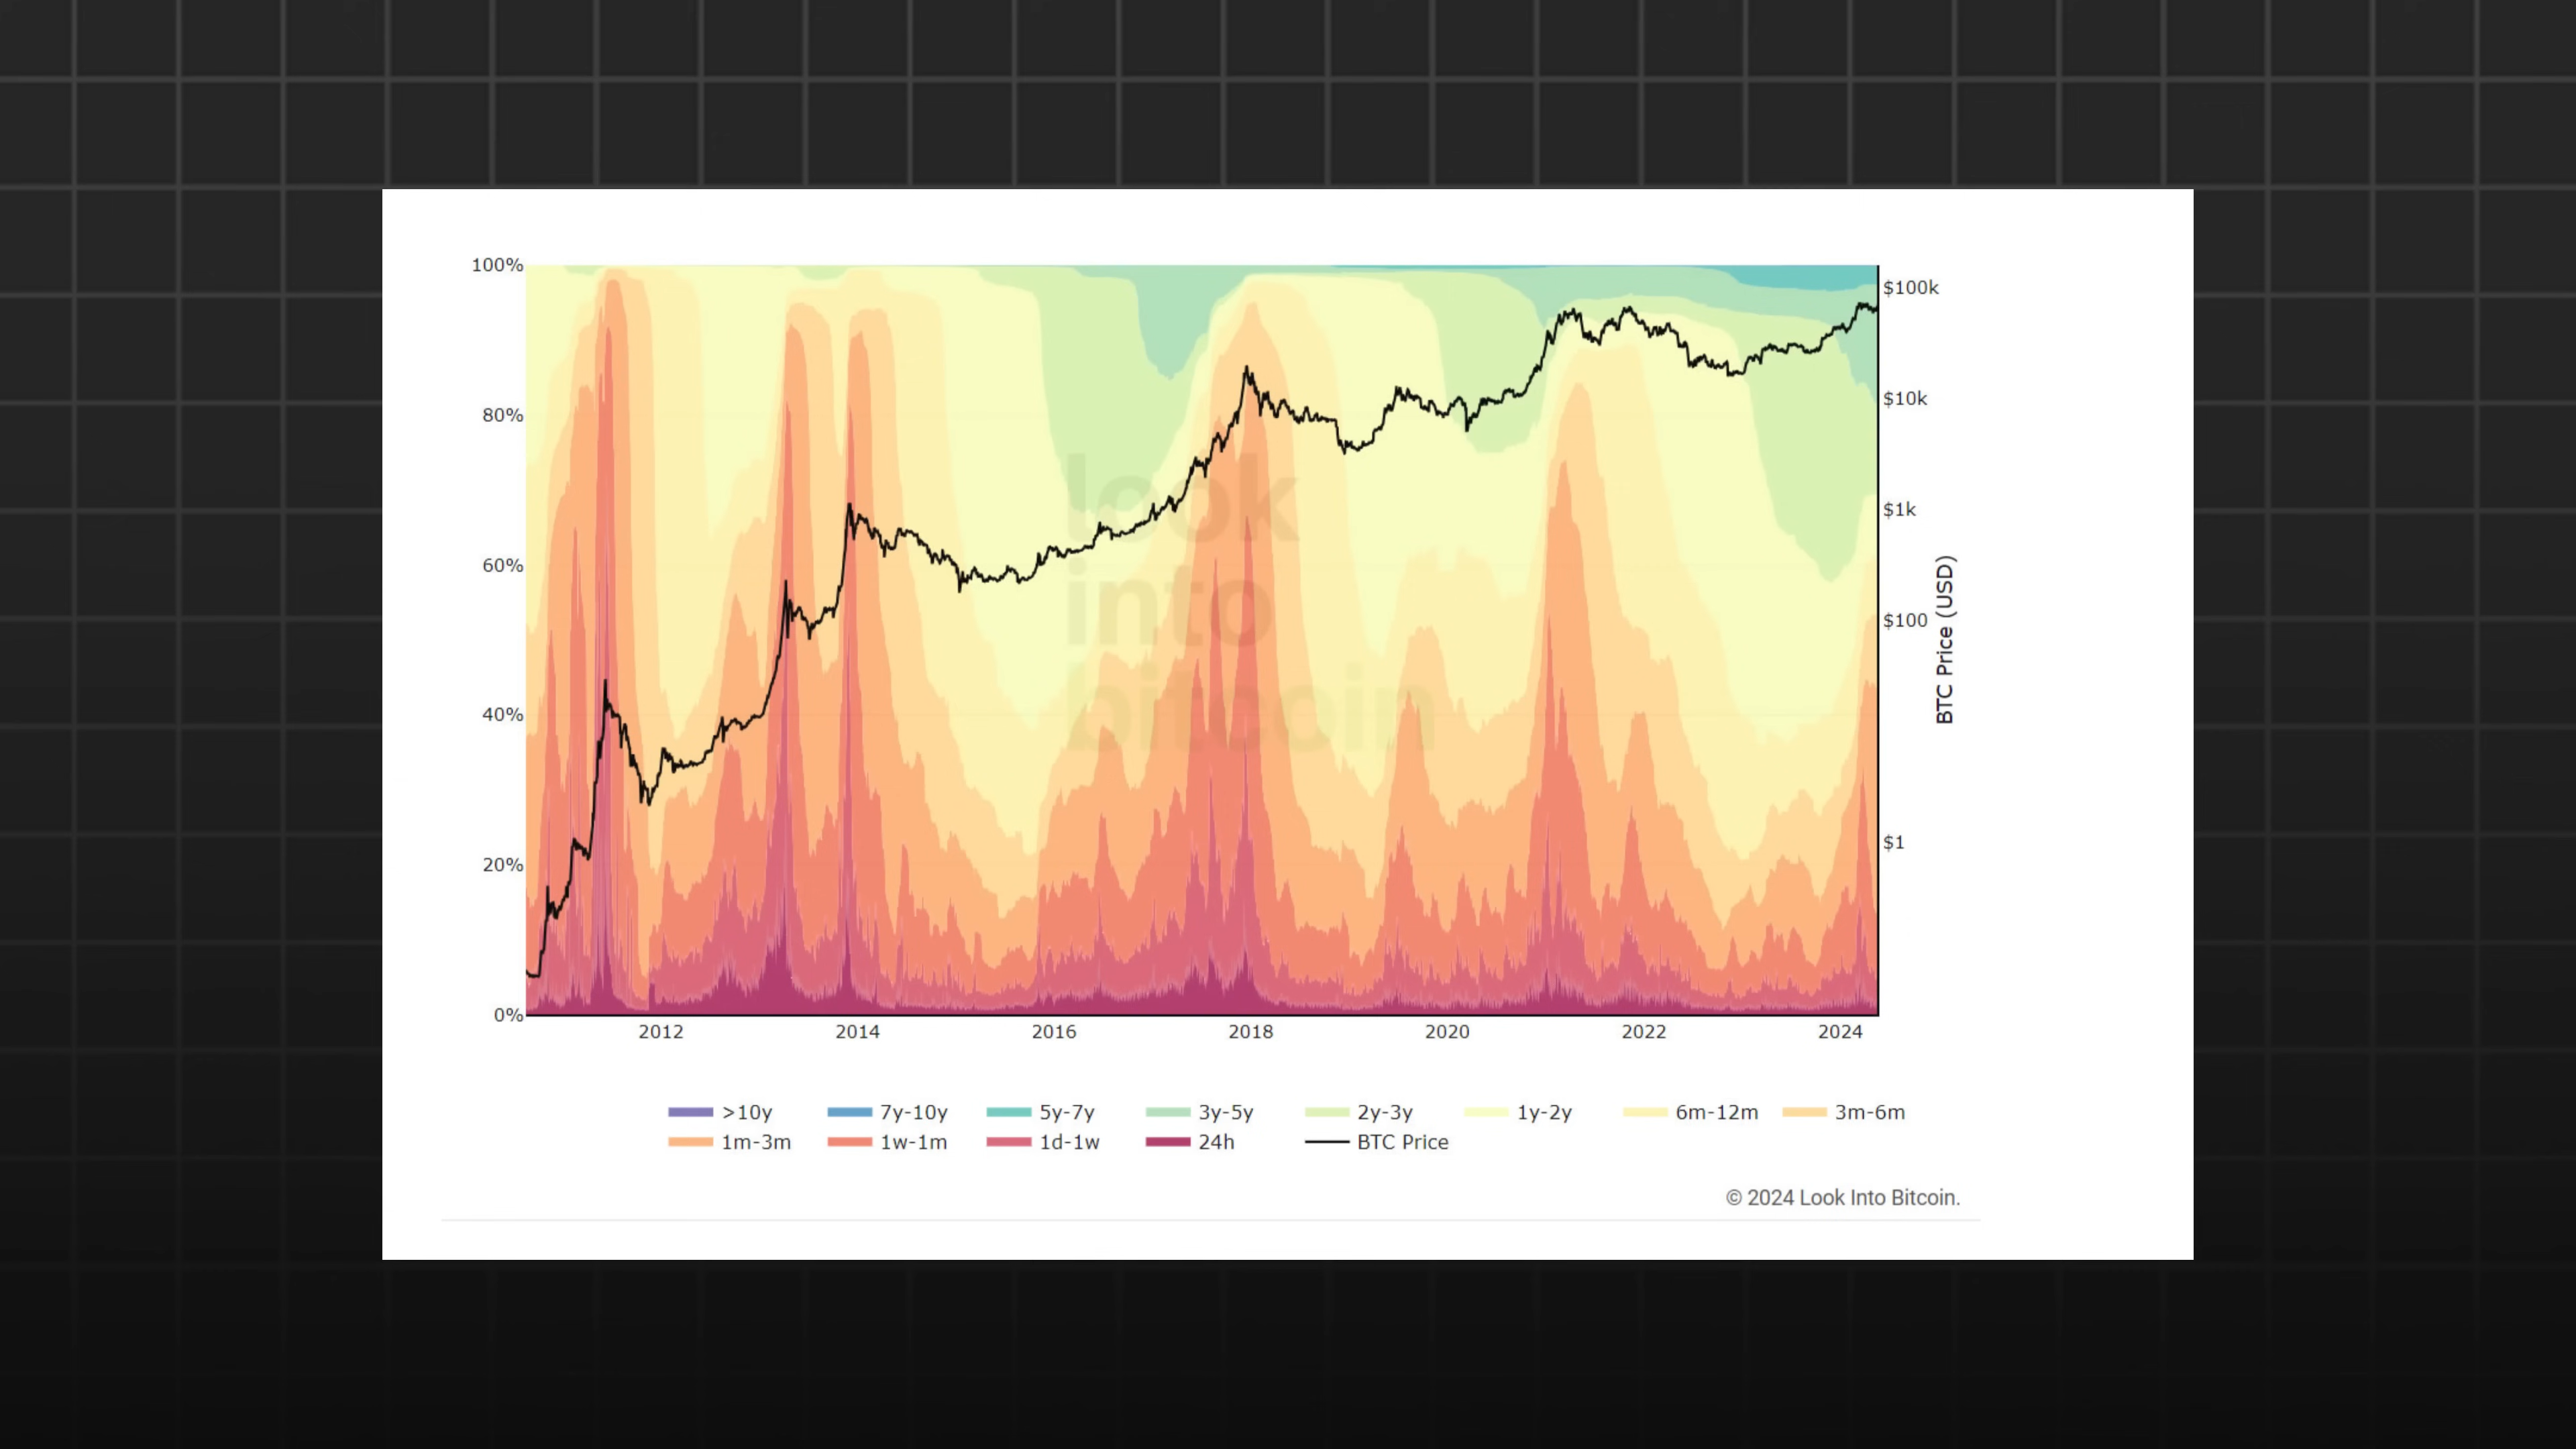 100%
80%
60%
40%
20%
0%
$100k
$10k
$1k
$100
$1
BTC Price (USD)
look
into
bitcoin
2012 2014 2016 2018 2020 2022 2024
>10y 7y-10y 5y-7y 3y-5y 2y-3y 1y-2y 6m-12m 3m-6m
1m-3m 1w-1m 1d-1w 24h BTC Price
© 2024 Look Into Bitcoin.